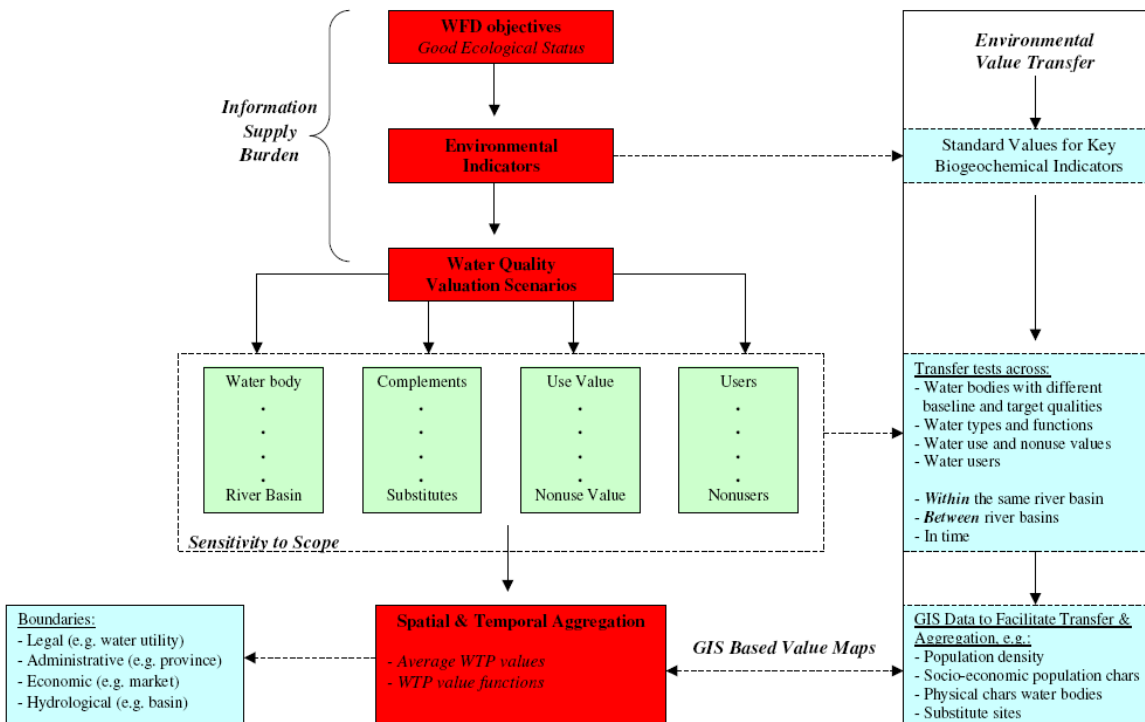 WFD objectives
Good Ecological Status
Information
Supply
Burden
Environmental
Indicators
Water Quality
Valuation Scenarios
Water body
River Basin
Complements
Substitutes
Use Value
Nonuse Value
Users
Nonusers
Sensitivity to Scope
Spatial & Temporal Aggregation
- Average WTP values
- WTP value functions
Boundaries:
- Legal (e.g. water utility)
- Administrative (e.g. province)
- Economic (e.g. market)
- Hydrological (e.g. basin)
GIS Based Value Maps
Environmental
Value Transfer
Standard Values for Key
Biogeochemical Indicators
Transfer tests across:
- Water bodies with different
baseline and target qualities
- Water types and functions
- Water use and nonuse values
- Water users
- Within the same river basin
- Between river basins
- In time
GIS Data to Facilitate Transfer &
Aggregation, e.g.:
- Population density
- Socio-economic population chars
- Physical chars water bodies
- Substitute sites